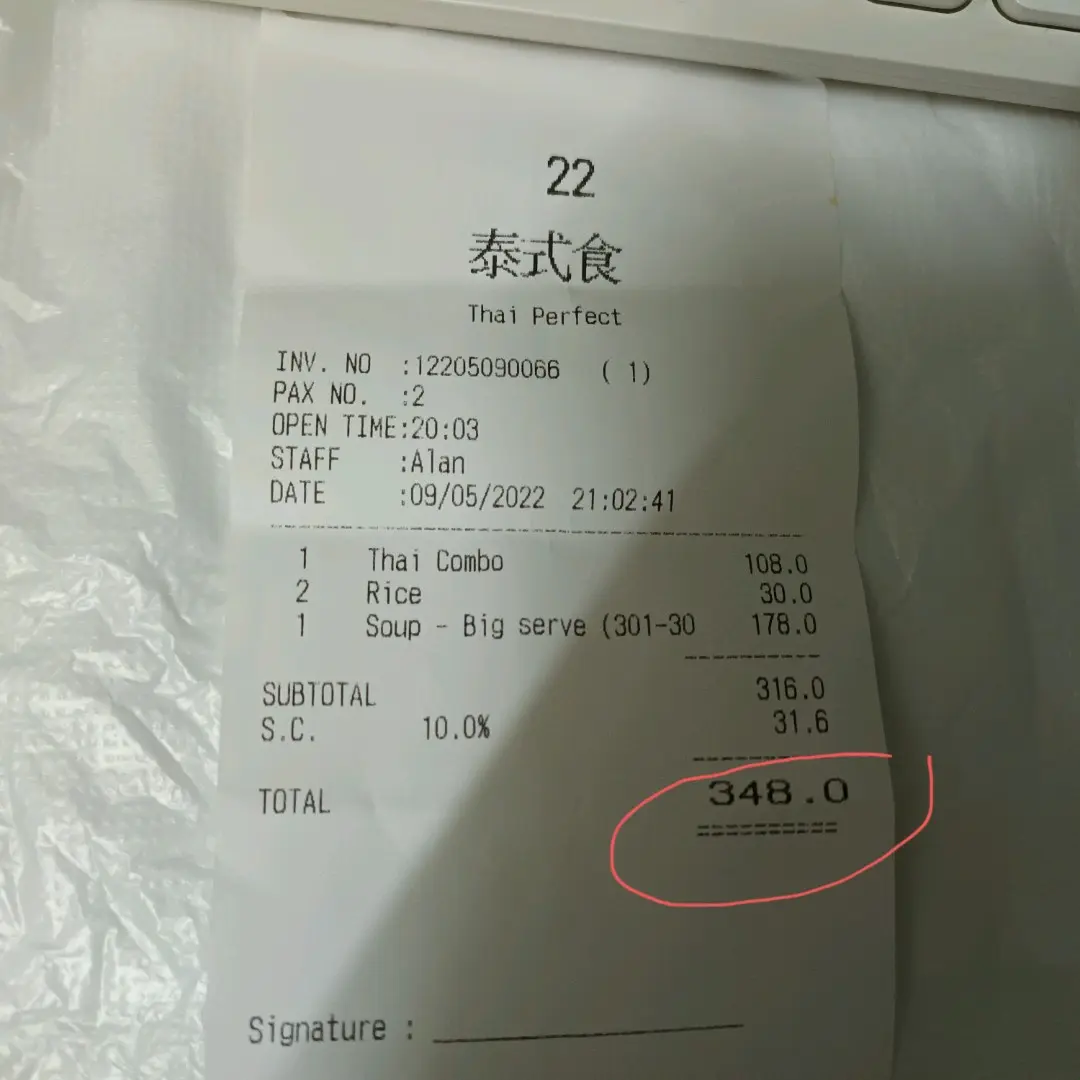 22
泰式食
Thai Perfect
INV. NO :12205090066 ( 1)
PAX NO. :2
OPEN TIME:20:03
STAFF :Alan
DATE :09/05/2022 21:02:41
1 Thai Combo 108.0
2 Rice 30.0
1 Soup - Big serve (301-30 178.0
SUBTOTAL 316.0
S.C. 10.0% 31.6
TOTAL 348.0
Signature :